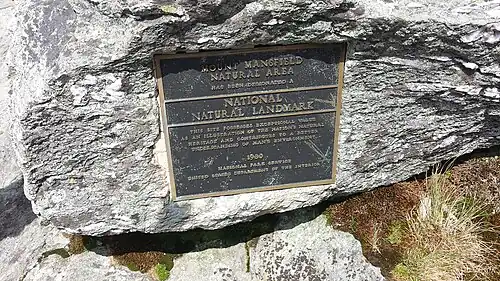 MOUNT MANSFIELD
NATURAL AREA
HAS BEEN DESIGNATED A
NATIONAL
NATURAL LANDMARK
THIS SITE POSSESSES EXCEPTIONAL VALUE
AS AN ILLUSTRATION OF THE NATION'S NATURAL
HERITAGE AND CONTRIBUTES TO A BETTER
UNDERSTANDING OF MAN'S ENVIRONMENT
1980
NATIONAL PARK SERVICE
UNITED STATES DEPARTMENT OF THE INTERIOR